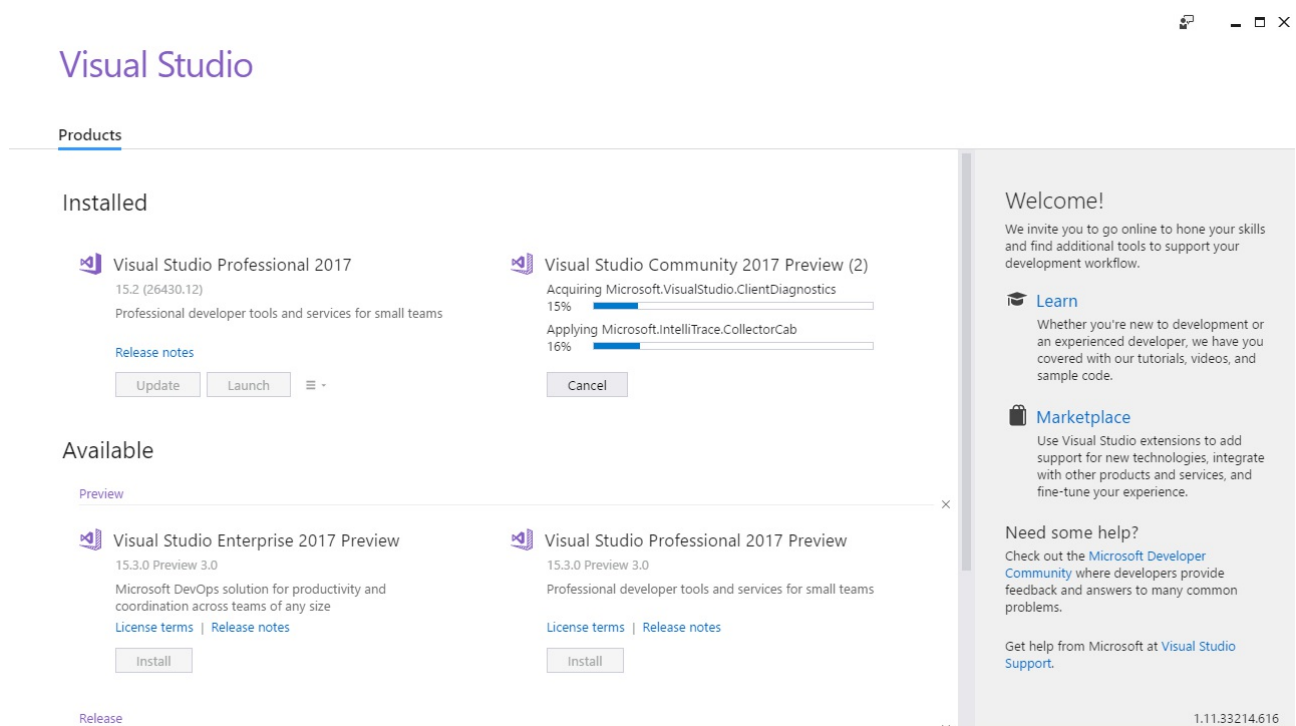 Visual Studio
Products
Installed
Visual Studio Professional 2017
15.2 (26430.12)
Professional developer tools and services for small teams
Release notes
Update
Launch
Visual Studio Community 2017 Preview (2)
Acquiring Microsoft.VisualStudio.ClientDiagnostics
15%
Applying Microsoft.IntelliTrace.CollectorCab
16%
Cancel
Available
Preview
Visual Studio Enterprise 2017 Preview
15.3.0 Preview 3.0
Microsoft DevOps solution for productivity and
coordination across teams of any size
License terms | Release notes
Install
Visual Studio Professional 2017 Preview
15.3.0 Preview 3.0
Professional developer tools and services for small teams
License terms | Release notes
Install
Release
Welcome!
We invite you to go online to hone your skills
and find additional tools to support your
development workflow.
Learn
Whether you're new to development or
an experienced developer, we have you
covered with our tutorials, videos, and
sample code.
Marketplace
Use Visual Studio extensions to add
support for new technologies, integrate
with other products and services, and
fine-tune your experience.
Need some help?
Check out the Microsoft Developer
Community where developers provide
feedback and answers to many common
problems.
Get help from Microsoft at Visual Studio
Support.
1.11.33214.616